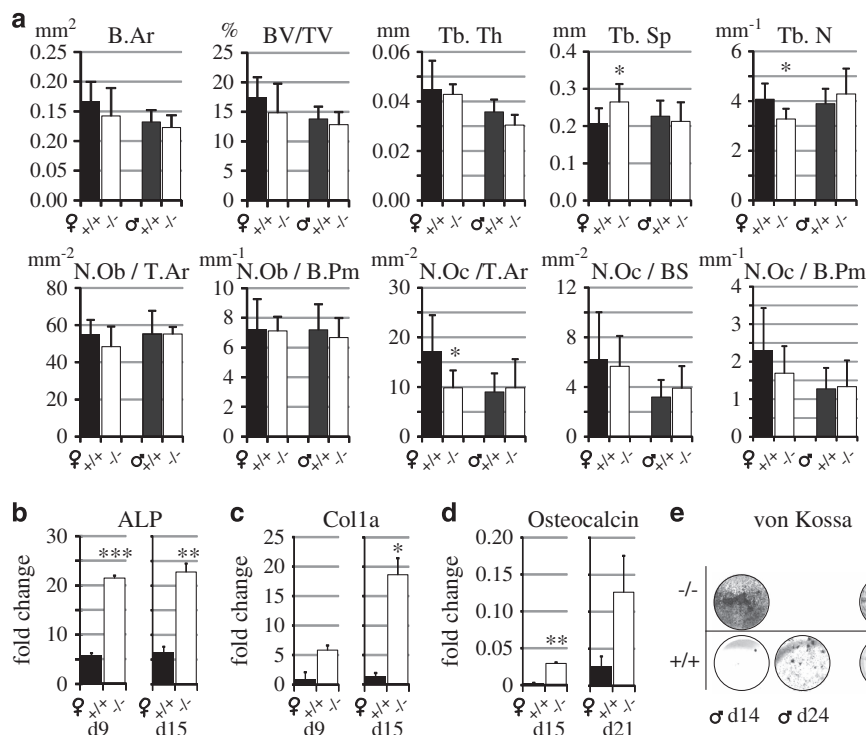 a
mm2 % mm mm mm-1
B.Ar BV/TV Tb. Th Tb. Sp Tb. N
0.25 25 0.06 0.4 6
0.20 20 0.3
0.15 15 0.04 4
0.2
0.20 10 0.02 2
0.05 5 0.1
0.00 0 0.00 0.0 0
* *
♀ +/+ -/- ♂ +/+ -/- ♀ +/+ -/- ♂ +/+ -/- ♀ +/+ -/- ♂ +/+ -/- ♀ +/+ -/- ♂ +/+ -/- ♀ +/+ -/- ♂ +/+ -/-
mm-2 mm-1 mm-2 mm-2 mm-1
N.Ob / T.Ar N.Ob / B.Pm N.Oc /T.Ar N.Oc / BS N.Oc / B.Pm
80 10 30 12 4
60 8 20 8 3
40 6 10 4 2
20 4 0 0 1
0 2 0
0
*
♀ +/+ -/- ♂ +/+ -/- ♀ +/+ -/- ♂ +/+ -/- ♀ +/+ -/- ♂ +/+ -/- ♀ +/+ -/- ♂ +/+ -/- ♀ +/+ -/- ♂ +/+ -/-
b ALP
fold change
30
20
10
0
*** **
+/+ -/- +/+ -/-
d9 d15
c Col1a
fold change
25
20
15
10
5
0
*
+/+ -/- +/+ -/-
d9 d15
d Osteocalcin
fold change
0.20
0.15
0.10
0.05
0.00
**
+/+ -/- +/+ -/-
d15 d21
e von Kossa
-/-
+/+
♂ d14 ♂ d24